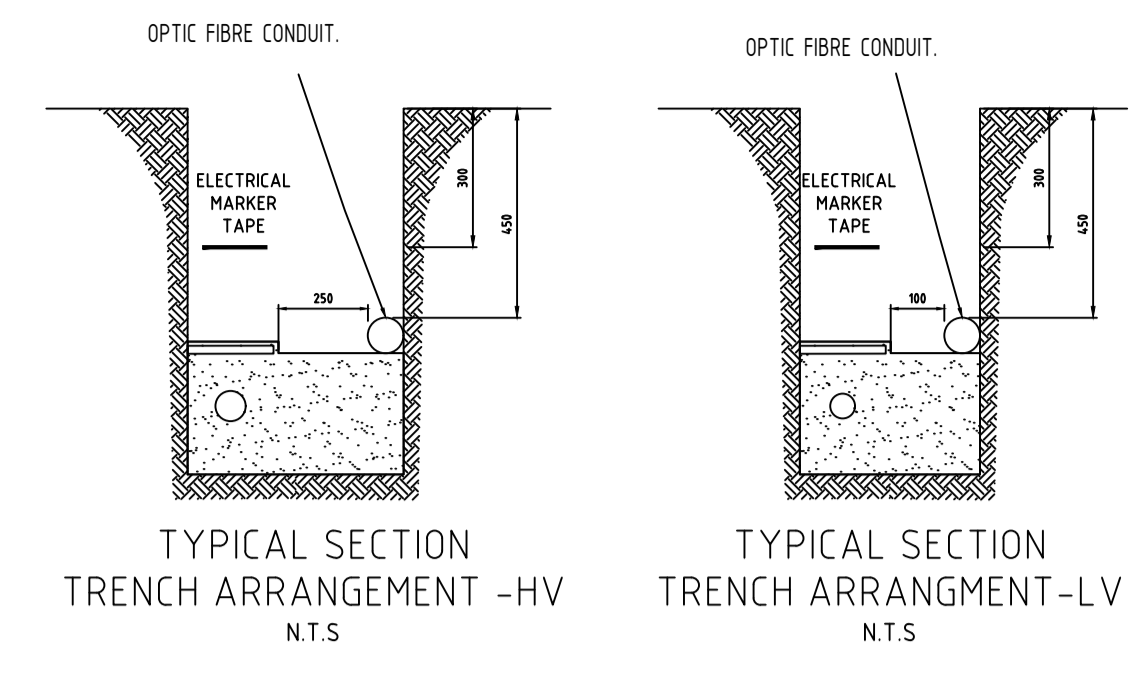 OPTIC FIBRE CONDUIT.
ELECTRICAL
MARKER
TAPE
300
450
250
TYPICAL SECTION
TRENCH ARRANGEMENT -HV
N.T.S
OPTIC FIBRE CONDUIT.
ELECTRICAL
MARKER
TAPE
300
450
100
TYPICAL SECTION
TRENCH ARRANGMENT-LV
N.T.S